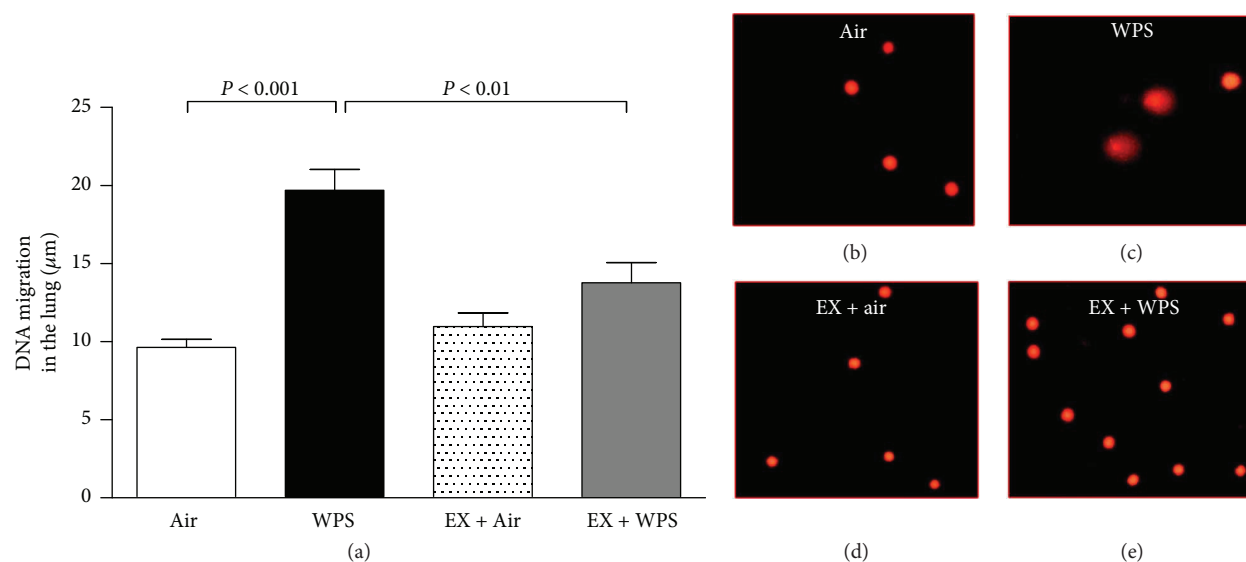 P < 0.001
P < 0.01
25
20
15
10
5
0
DNA migration
in the lung (μm)
Air
WPS
EX + Air
EX + WPS
(a)
Air
(b)
WPS
(c)
EX + air
(d)
EX + WPS
(e)